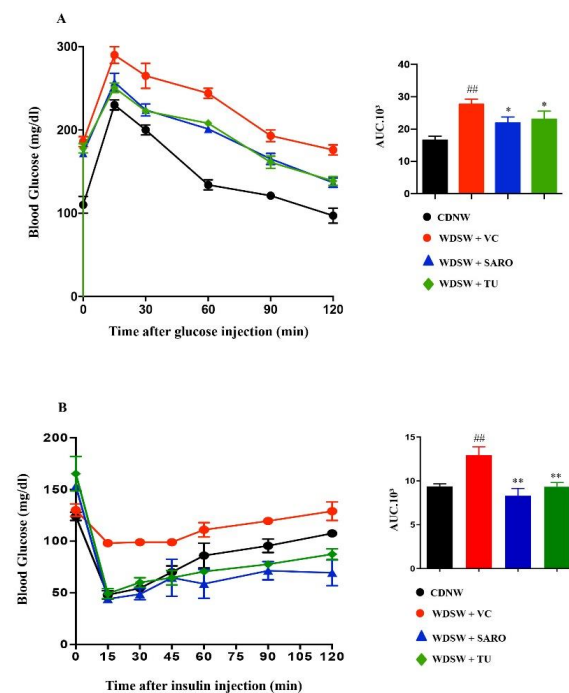 A
Blood Glucose (mg/dl)
300
200
100
0
0 30 60 90 120
Time after glucose injection (min)
AUC.10³
40
30
20
10
0
##
*
*
CDNW
WDSW + VC
WDSW + SARO
WDSW + TU
B
Blood Glucose (mg/dl)
200
150
100
50
0
0 15 30 45 60 75 90 105 120
Time after insulin injection (min)
AUC.10³
15
10
5
0
##
**
**
CDNW
WDSW + VC
WDSW + SARO
WDSW + TU